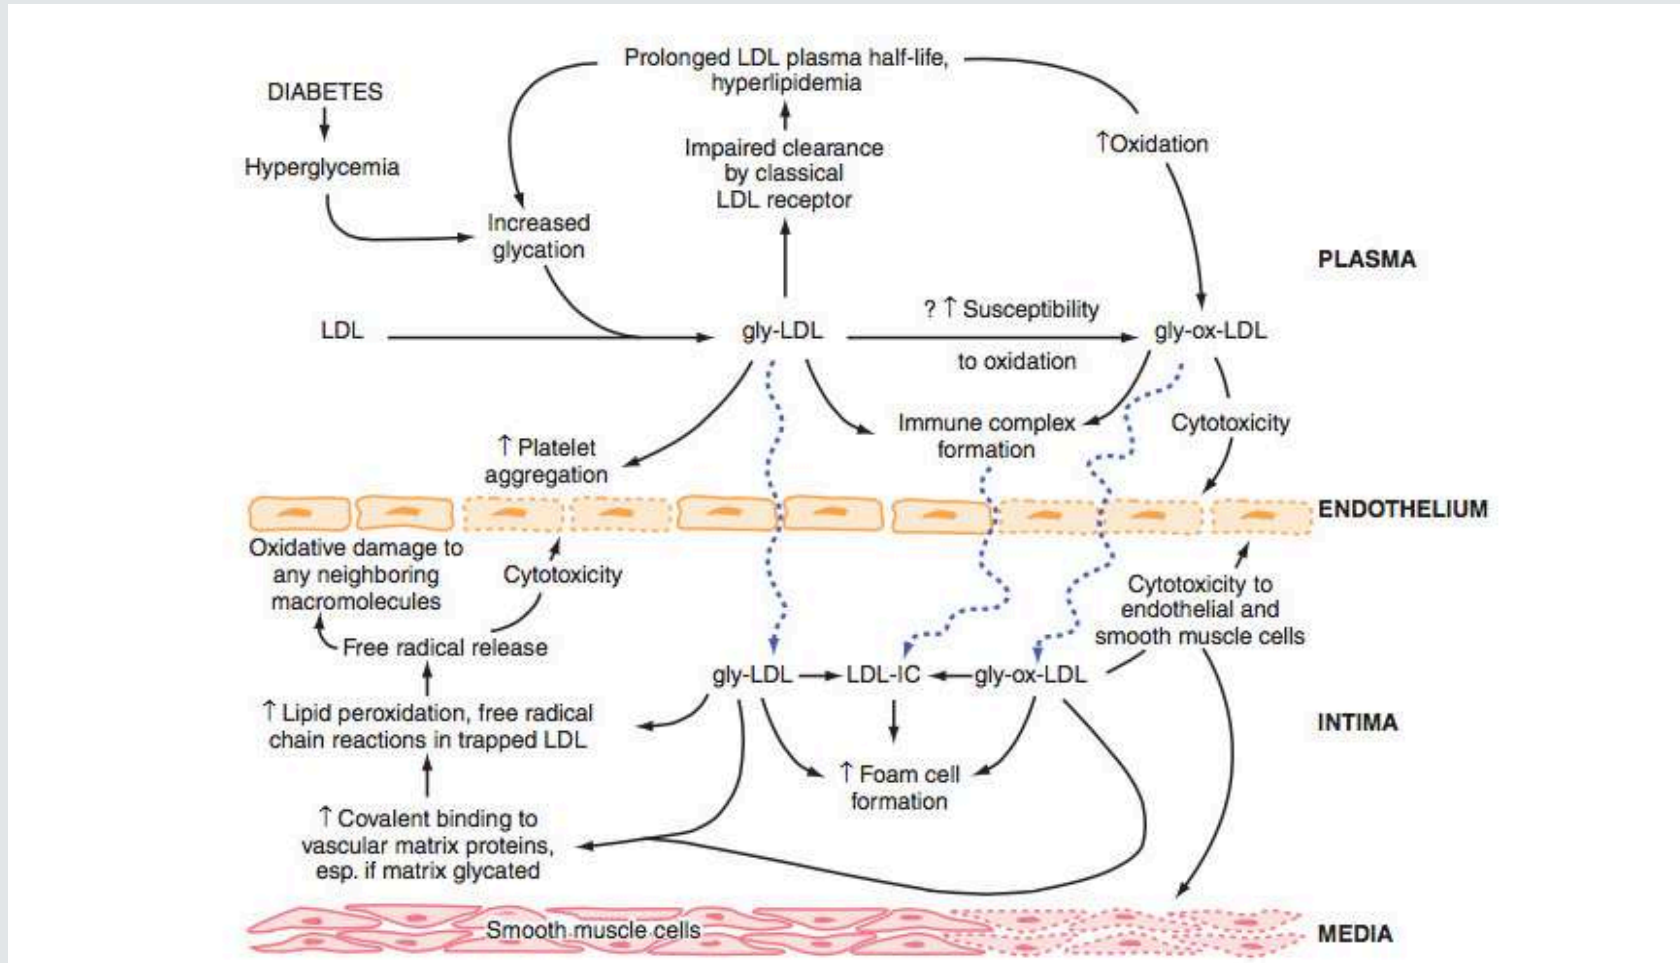 Prolonged LDL plasma half-life,
hyperlipidemia
DIABETES
Hyperglycemia
Impaired clearance
by classical
LDL receptor
↑Oxidation
Increased
glycation
PLASMA
LDL
gly-LDL
? ↑ Susceptibility
to oxidation
gly-ox-LDL
Immune complex
formation
Cytotoxicity
↑ Platelet
aggregation
ENDOTHELIUM
Oxidative damage to
any neighboring
macromolecules
Cytotoxicity
Cytotoxicity to
endothelial and
smooth muscle cells
Free radical release
gly-LDL
LDL-IC
gly-ox-LDL
↑ Lipid peroxidation, free radical
chain reactions in trapped LDL
INTIMA
↑ Foam cell
formation
↑ Covalent binding to
vascular matrix proteins,
esp. if matrix glycated
Smooth muscle cells
MEDIA